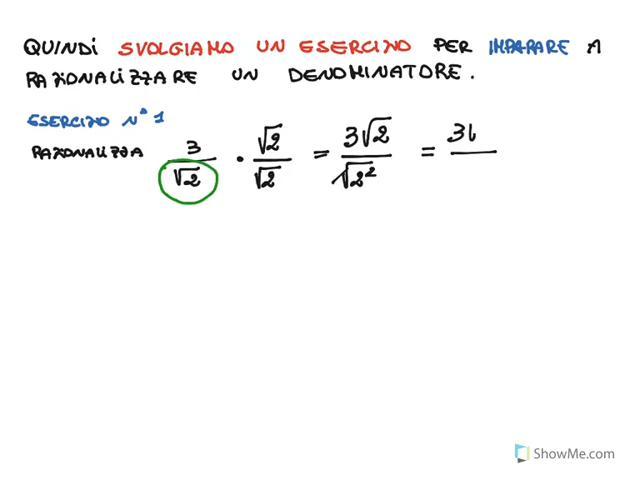 QUINDI SVOLGIAMO UN ESERCIZIO PER IMPARARE A
RAZIONALIZZARE UN DENOMINATORE.
ESERCIZIO N° 1
RAZIONALIZZA 3/√2 · √2/√2 = 3√2/√2² = 3
ShowMe.com